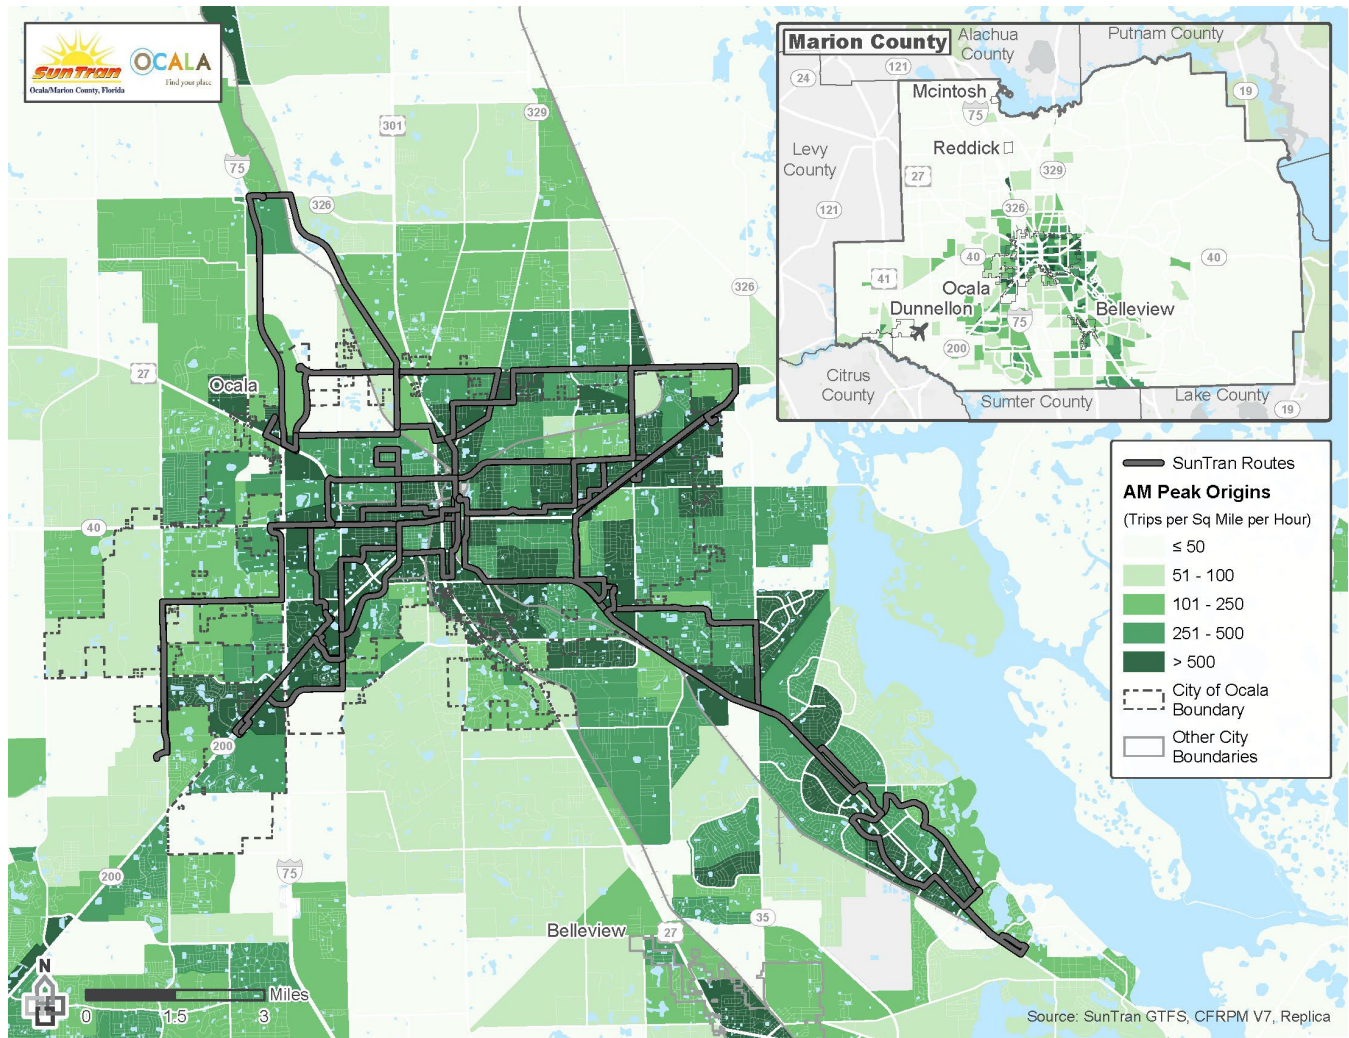 SunTran
Ocala/Marion County, Florida
OCALA
Find your place
Marion County
Alachua
County
Putnam County
24
121
19
Mcintosh
75
Reddick
Levy
County
27
329
121
326
40
40
41
Ocala
Dunnellon
75
Belleview
200
Citrus
County
Sumter County
Lake County
19
329
301
75
326
326
27
Ocala
40
200
200
75
Belleview
27
35
SunTran Routes
AM Peak Origins
(Trips per Sq Mile per Hour)
≤ 50
51 - 100
101 - 250
251 - 500
> 500
City of Ocala
Boundary
Other City
Boundaries
N
Miles
0 1.5 3
Source: SunTran GTFS, CFRPM V7, Replica